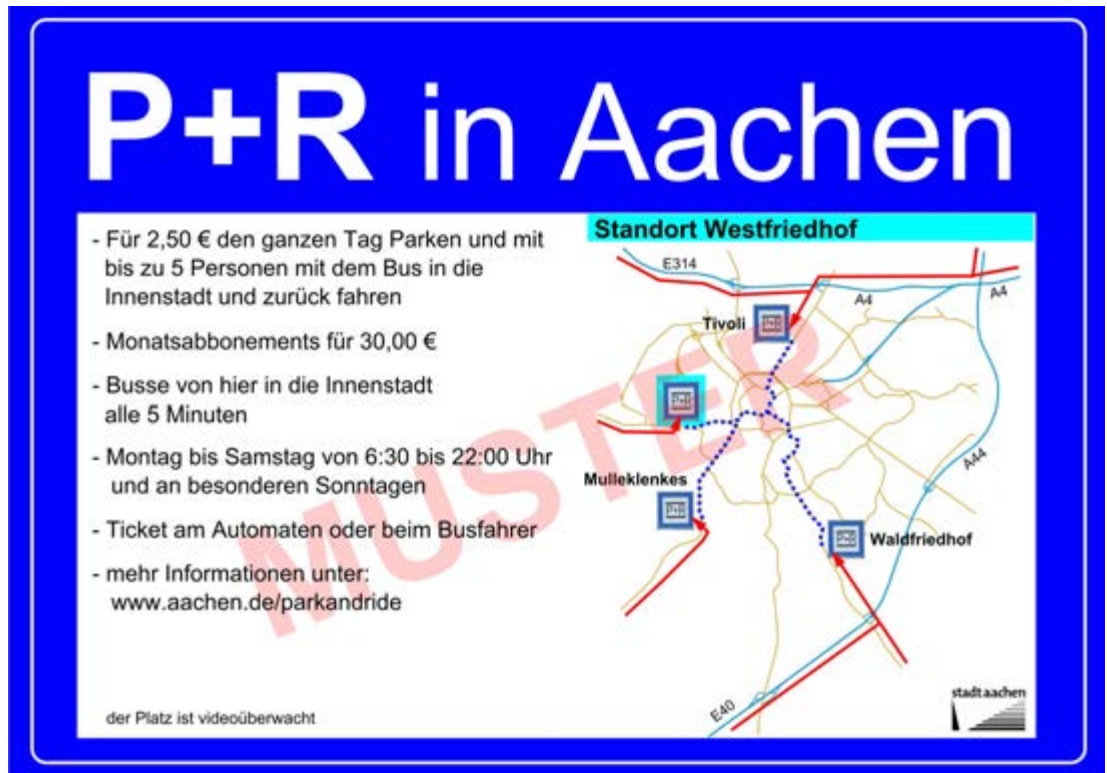 P+R in Aachen
- Für 2,50 € den ganzen Tag Parken und mit
bis zu 5 Personen mit dem Bus in die
Innenstadt und zurück fahren
- Monatsabbonements für 30,00 €
- Busse von hier in die Innenstadt
alle 5 Minuten
- Montag bis Samstag von 6:30 bis 22:00 Uhr
und an besonderen Sonntagen
- Ticket am Automaten oder beim Busfahrer
- mehr Informationen unter:
www.aachen.de/parkandride
der Platz ist videoüberwacht
MUSTER
Standort Westfriedhof
E314
A4
A4
Tivoli
P+R
P+R
A44
Mulleklenkes
P+R
P+R
Waldfriedhof
E40
stadt aachen